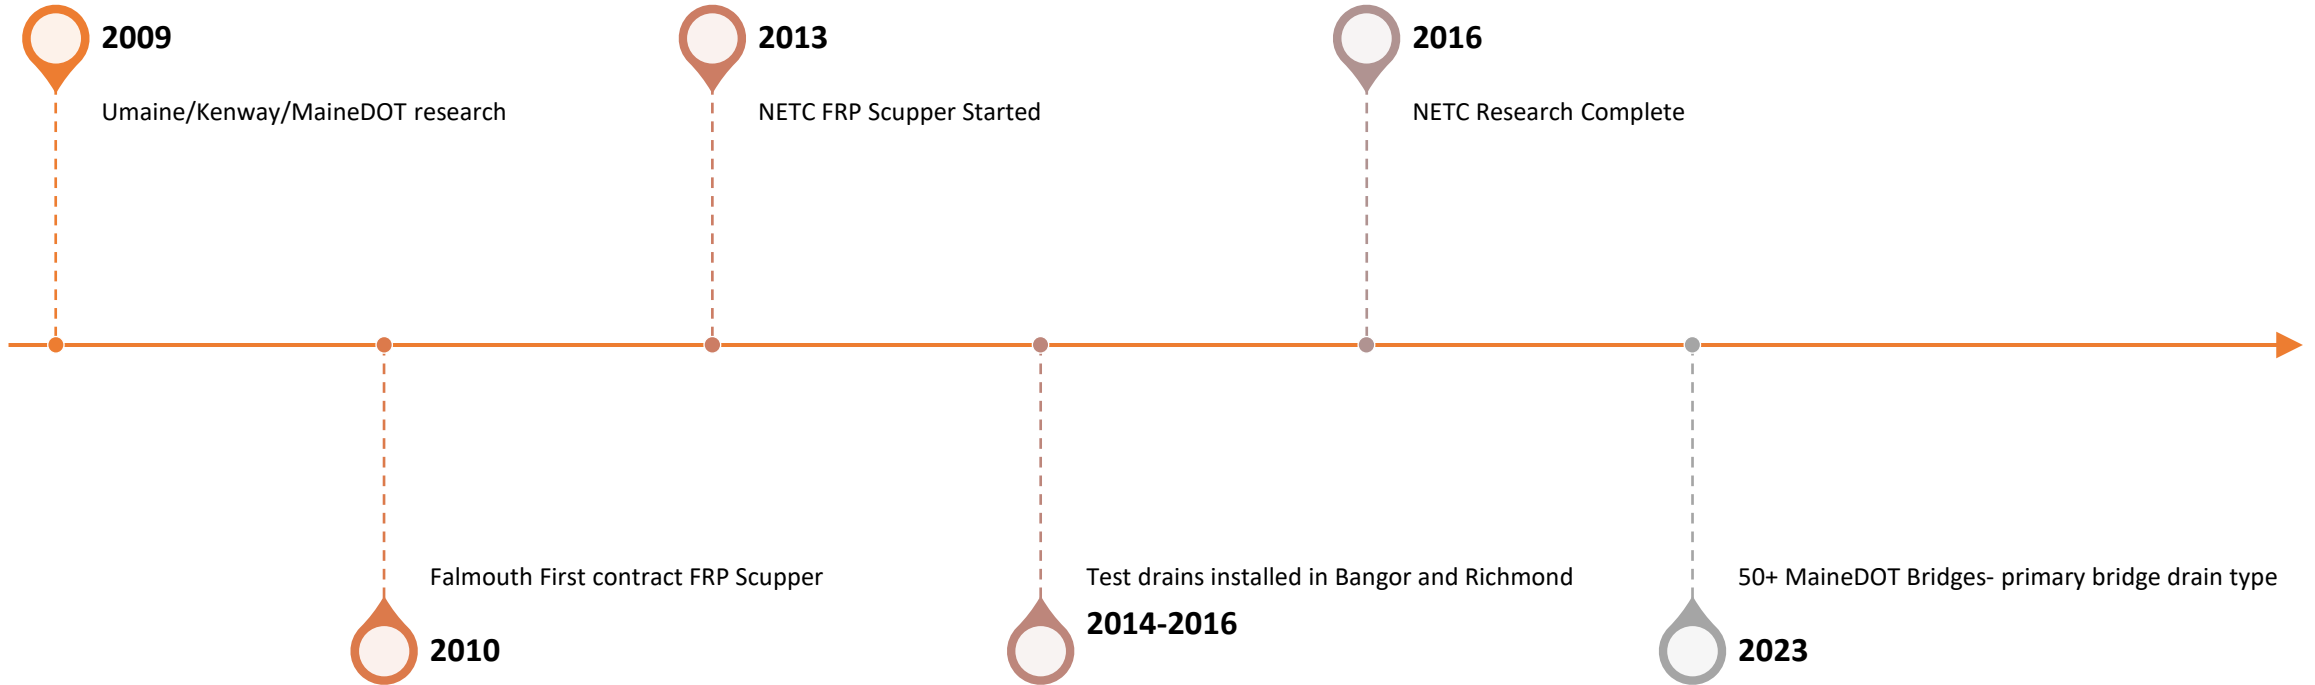 2009
Umaine/Kenway/MaineDOT research
2013
NETC FRP Scupper Started
2016
NETC Research Complete
Falmouth First contract FRP Scupper
2010
Test drains installed in Bangor and Richmond
2014-2016
50+ MaineDOT Bridges- primary bridge drain type
2023